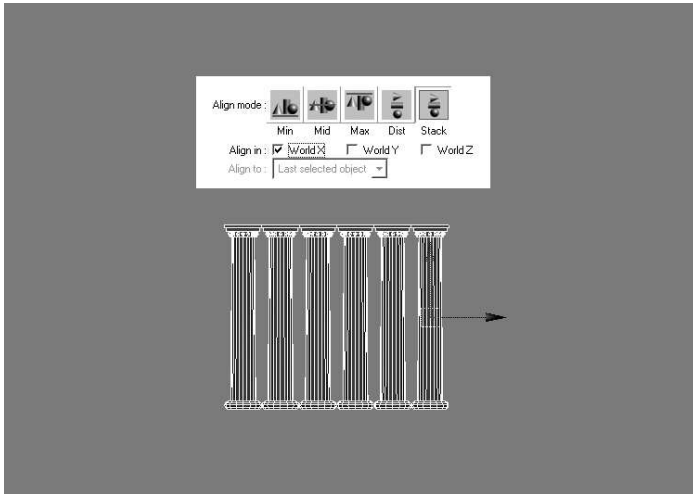 Align mode :
Min Mid Max Dist Stack
Align in : World X World Y World Z
Align to : Last selected object